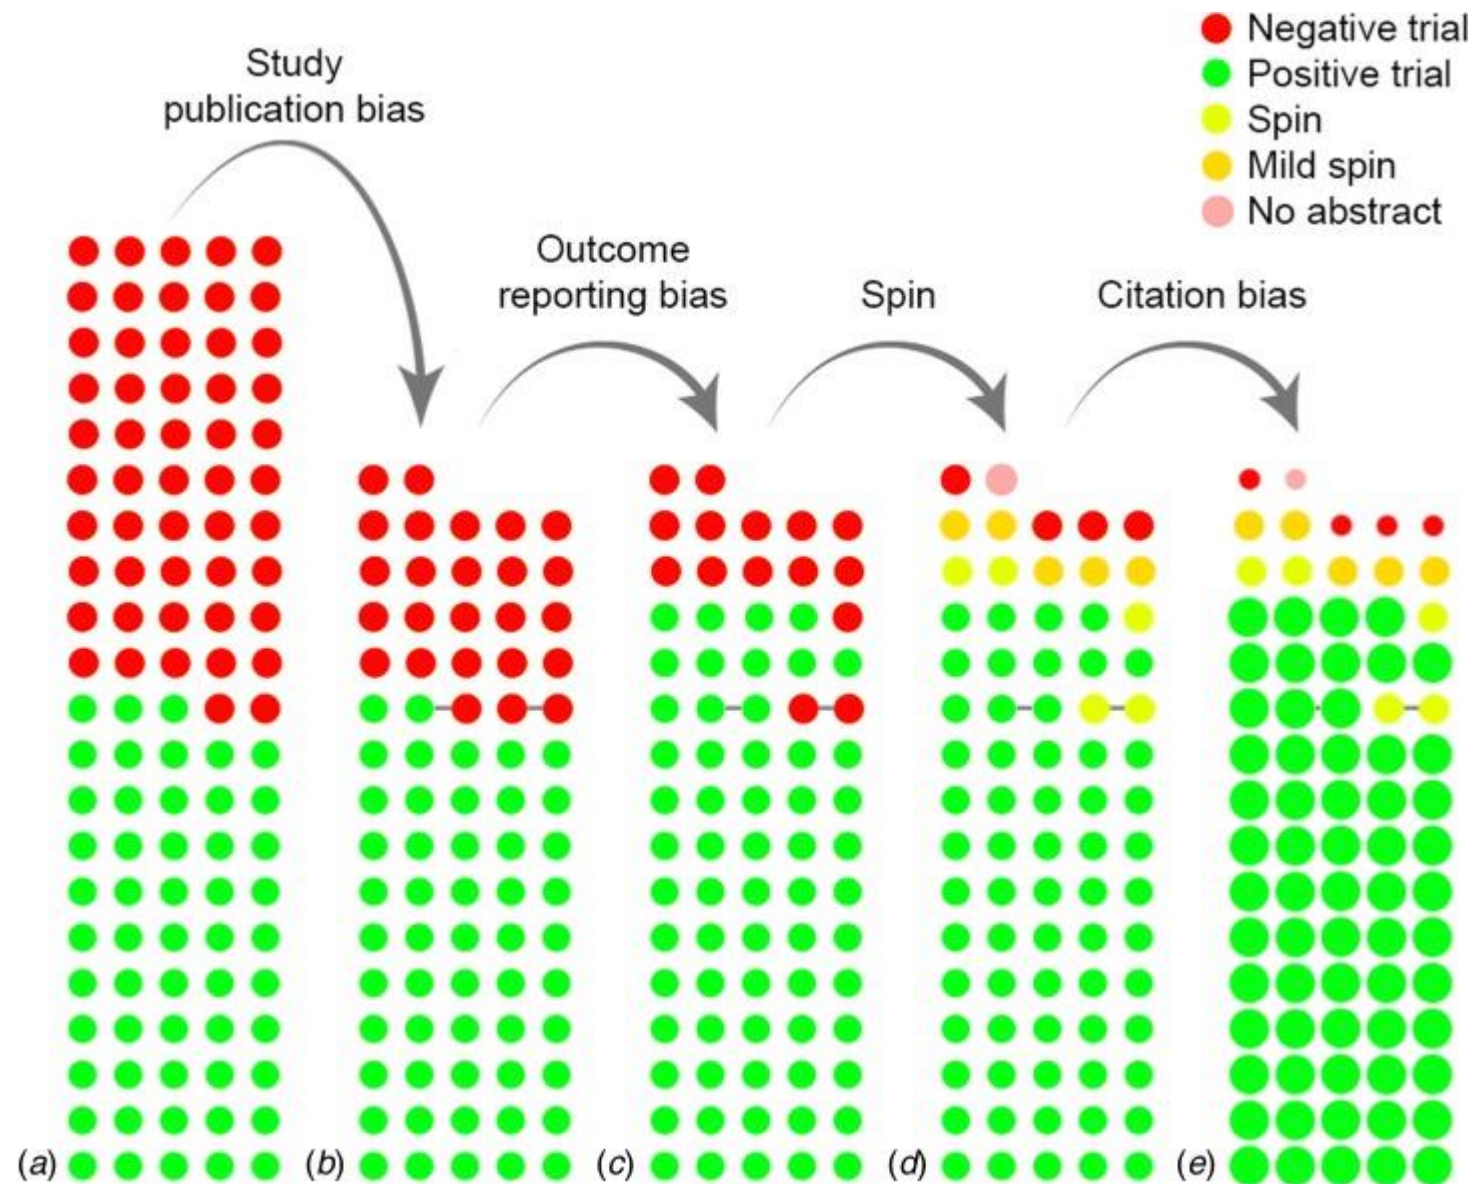 Negative trial
Positive trial
Spin
Mild spin
No abstract
Study
publication bias
Outcome
reporting bias
Spin
Citation bias
(a)
(b)
(c)
(d)
(e)